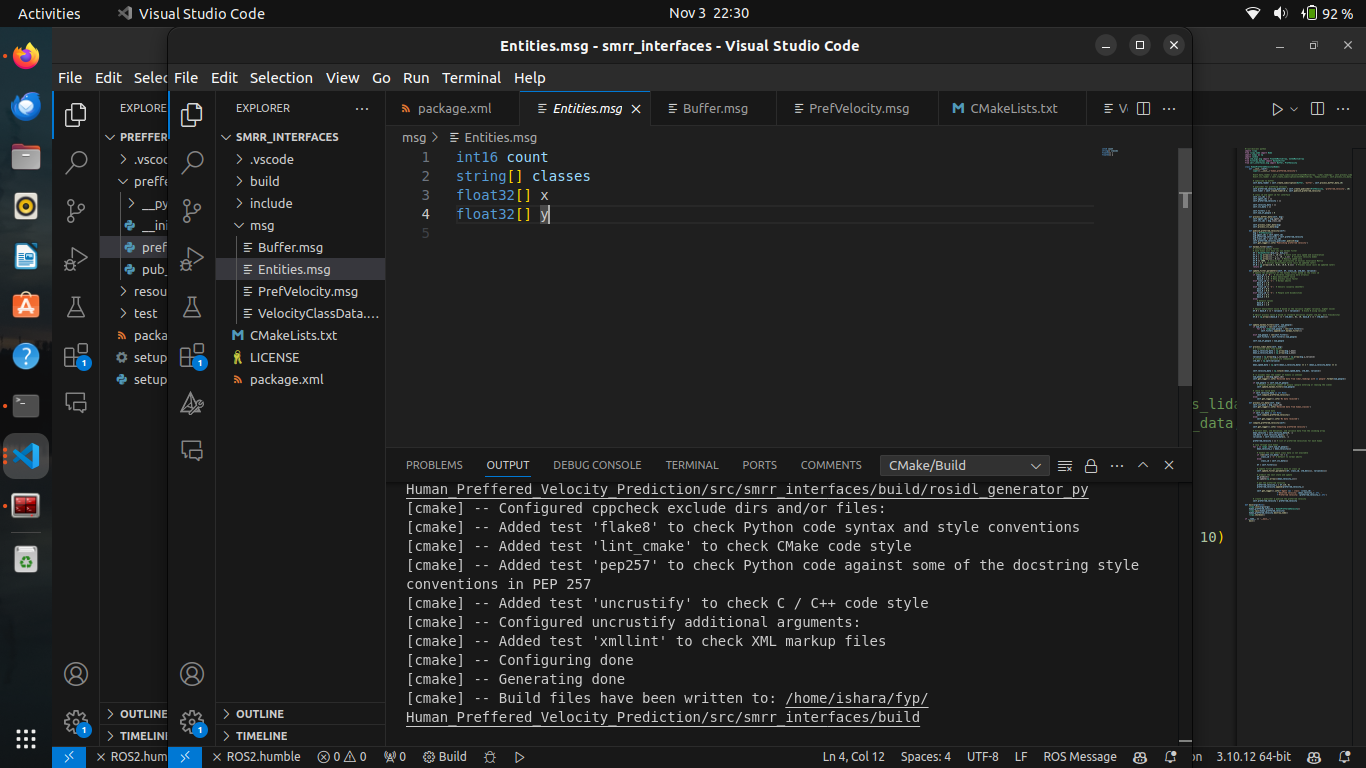 Activities
Visual Studio Code
Nov 3 22:30
92 %
Entities.msg - smrr_interfaces - Visual Studio Code
File Edit Selec
File Edit Selection View Go Run Terminal Help
EXPLORE
PREFFER
.vscoc
preffe
__py
__ini
pref
pub_
resou
test
packa
setup
setup
OUTLINE
TIMELIN
EXPLORER
SMRR_INTERFACES
.vscode
build
include
msg
Buffer.msg
Entities.msg
PrefVelocity.msg
VelocityClassData....
CMakeLists.txt
LICENSE
package.xml
OUTLINE
TIMELINE
package.xml
Entities.msg
Buffer.msg
PrefVelocity.msg
CMakeLists.txt
msg > Entities.msg
1 int16 count
2 string[] classes
3 float32[] x
4 float32[] y
5
s_lida
_data
10)
PROBLEMS OUTPUT DEBUG CONSOLE TERMINAL PORTS COMMENTS CMake/Build
Human_Preffered_Velocity_Prediction/src/smrr_interfaces/build/rosidl_generator_py
[cmake] -- Configured cppcheck exclude dirs and/or files:
[cmake] -- Added test 'flake8' to check Python code syntax and style conventions
[cmake] -- Added test 'lint_cmake' to check CMake code style
[cmake] -- Added test 'pep257' to check Python code against some of the docstring style
conventions in PEP 257
[cmake] -- Added test 'uncrustify' to check C / C++ code style
[cmake] -- Configured uncrustify additional arguments:
[cmake] -- Added test 'xmllint' to check XML markup files
[cmake] -- Configuring done
[cmake] -- Generating done
[cmake] -- Build files have been written to: /home/ishara/fyp/
Human_Preffered_Velocity_Prediction/src/smrr_interfaces/build
ROS2.hum
ROS2.humble 0 0 0 Build Ln 4, Col 12 Spaces: 4 UTF-8 LF ROS Message
on 3.10.12 64-bit